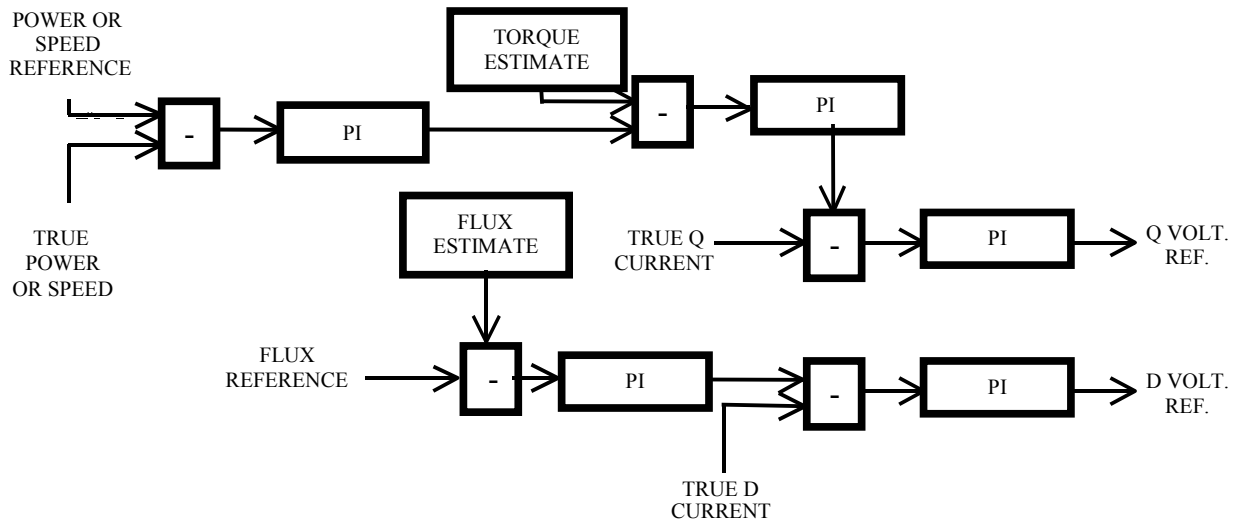 POWER OR
SPEED
REFERENCE
TORQUE
ESTIMATE
-
PI
-
PI
TRUE
POWER
OR SPEED
FLUX
ESTIMATE
TRUE Q
CURRENT
-
PI
Q VOLT.
REF.
FLUX
REFERENCE
-
PI
-
PI
D VOLT.
REF.
TRUE D
CURRENT